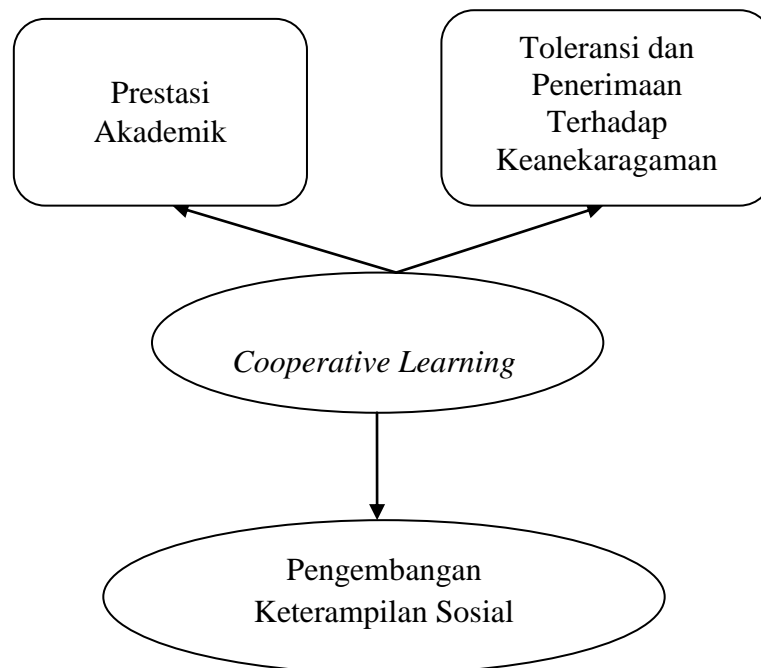 Prestasi
Akademik
Toleransi dan
Penerimaan
Terhadap
Keanekaragaman
Cooperative Learning
Pengembangan
Keterampilan Sosial